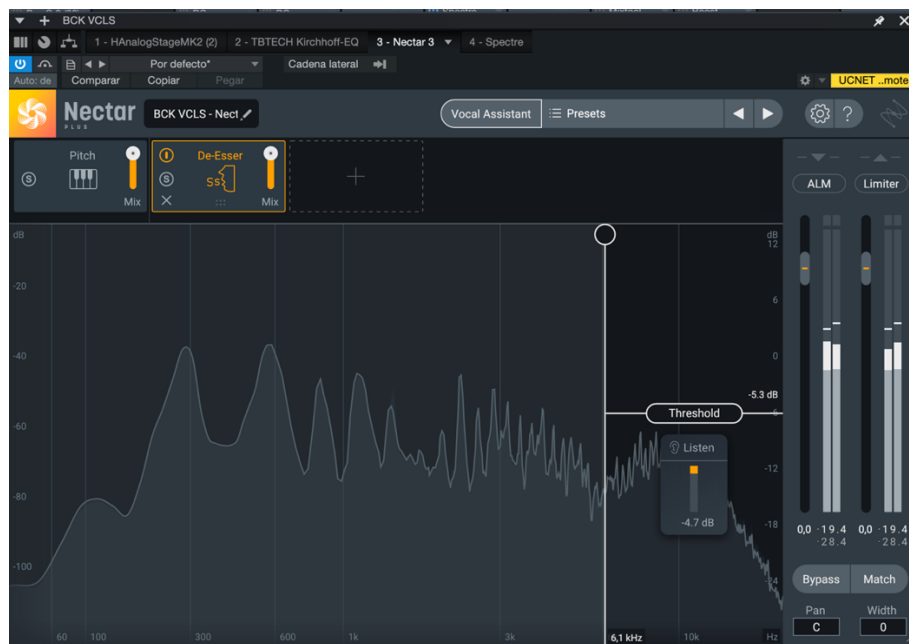 BCK VCLS
1 - HAnalogStageMK2 (2) 2 - TBTECH Kirchhoff-EQ 3 - Nectar 3 4 - Spectre
Por defecto* Cadena lateral
Auto: de Comparar Copiar Pegar UCNET ..mote
Nectar
PLUS
BCK VCLS - Nect
Vocal Assistant Presets ?
Pitch De-Esser
S S SS
Mix Mix
ALM Limiter
dB dB
12
-20
6
-40 0
-5.3 dB
-60 Threshold -6
Listen
-12
-80
-4.7 dB -18
0,0 -19.4 0,0 -19.4
-28.4 -28.4
-100 -24
Bypass Match
Pan Width
C 0
60 100 300 600 1k 3k 6,1 kHz 10k Hz